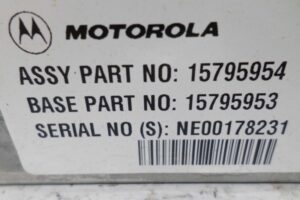 MOTOROLA
ASSY PART NO: 15795954
BASE PART NO: 15795953
SERIAL NO (S): NE00178231